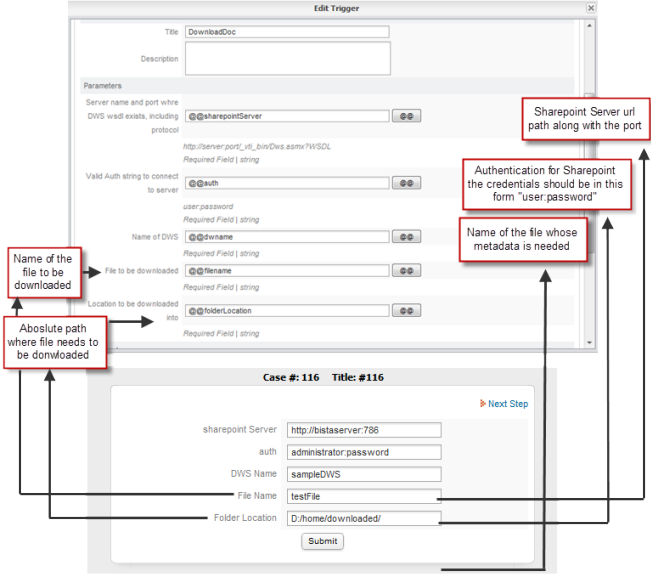 Edit Trigger
Title
DownloadDoc
Description
Parameters
Server name and port whre
DWS wadl exists, including
protocol
@@sharepointServer
@@
http://server:port/_vti_bin/Dws.asmx?WSDL
Required Field | string
Valid Auth string to connect
to server
@@auth
@@
user:password
Required Field | string
Name of DWS
@@dwname
@@
Required Field | string
File to be downloaded
@@filename
@@
Required Field | string
Location to be downloaded
into
@@folderLocation
@@
Required Field | string
Sharepoint Server url
path along with the port
Authentication for Sharepoint
the credentials should be in this
form "user:password"
Name of the file whose
metadata is needed
Name of the
file to be
downloaded
Aboslute path
where file needs to
be donwloaded
Case #: 116 Title: #116
Next Step
sharepoint Server
http://bistaserver:786
auth
administrator:password
DWS Name
sampleDWS
File Name
testFile
Folder Location
D:/home/downloaded/
Submit